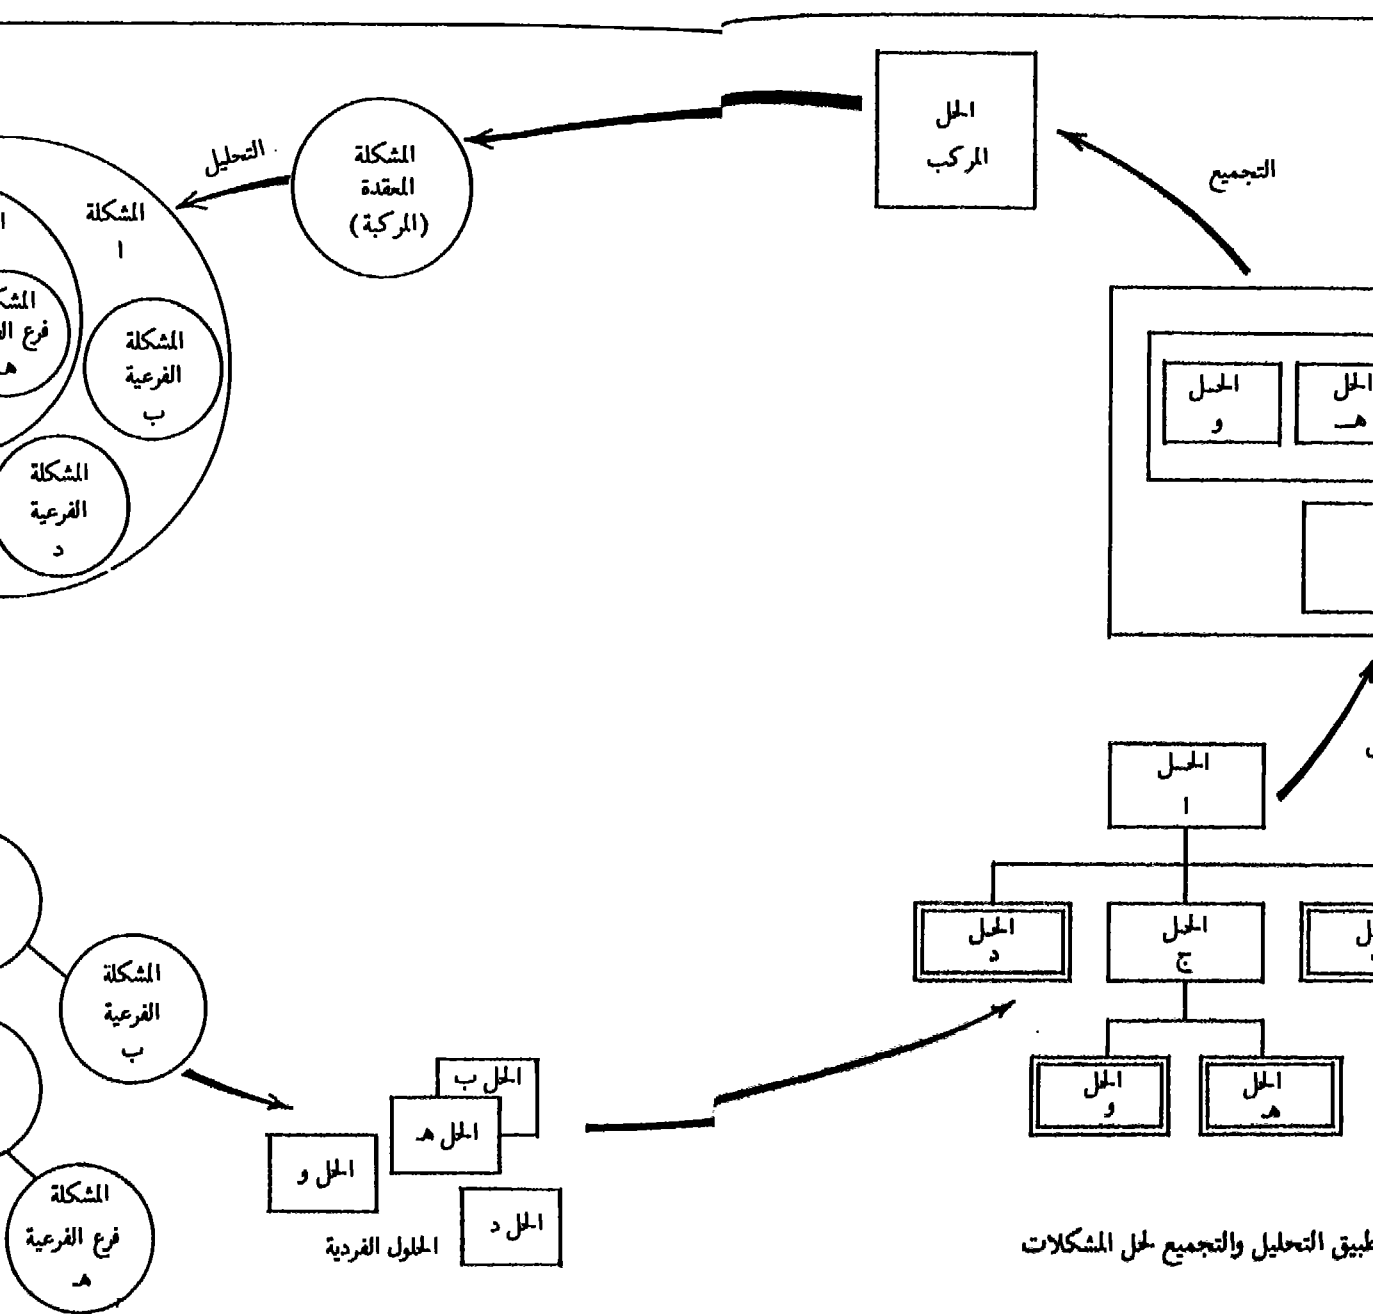 الحل
المركب
التجميع
المشكلة
المعقدة
(المركبة)
التحليل
المشكلة
ا
المشكلة
الفرعية
ب
فرع
هـ
المشكلة
الفرعية
د
الحل
هـ
الحل
و
الحل
ا
الحل
د
الحل
ج
الحل
و
الحل
هـ
المشكلة
الفرعية
ب
المشكلة
فرع الفرعية
هـ
الحل ب
الحل هـ
الحل و
الحل د
الحلول الفردية
التحليل والتجميع لحل المشكلات